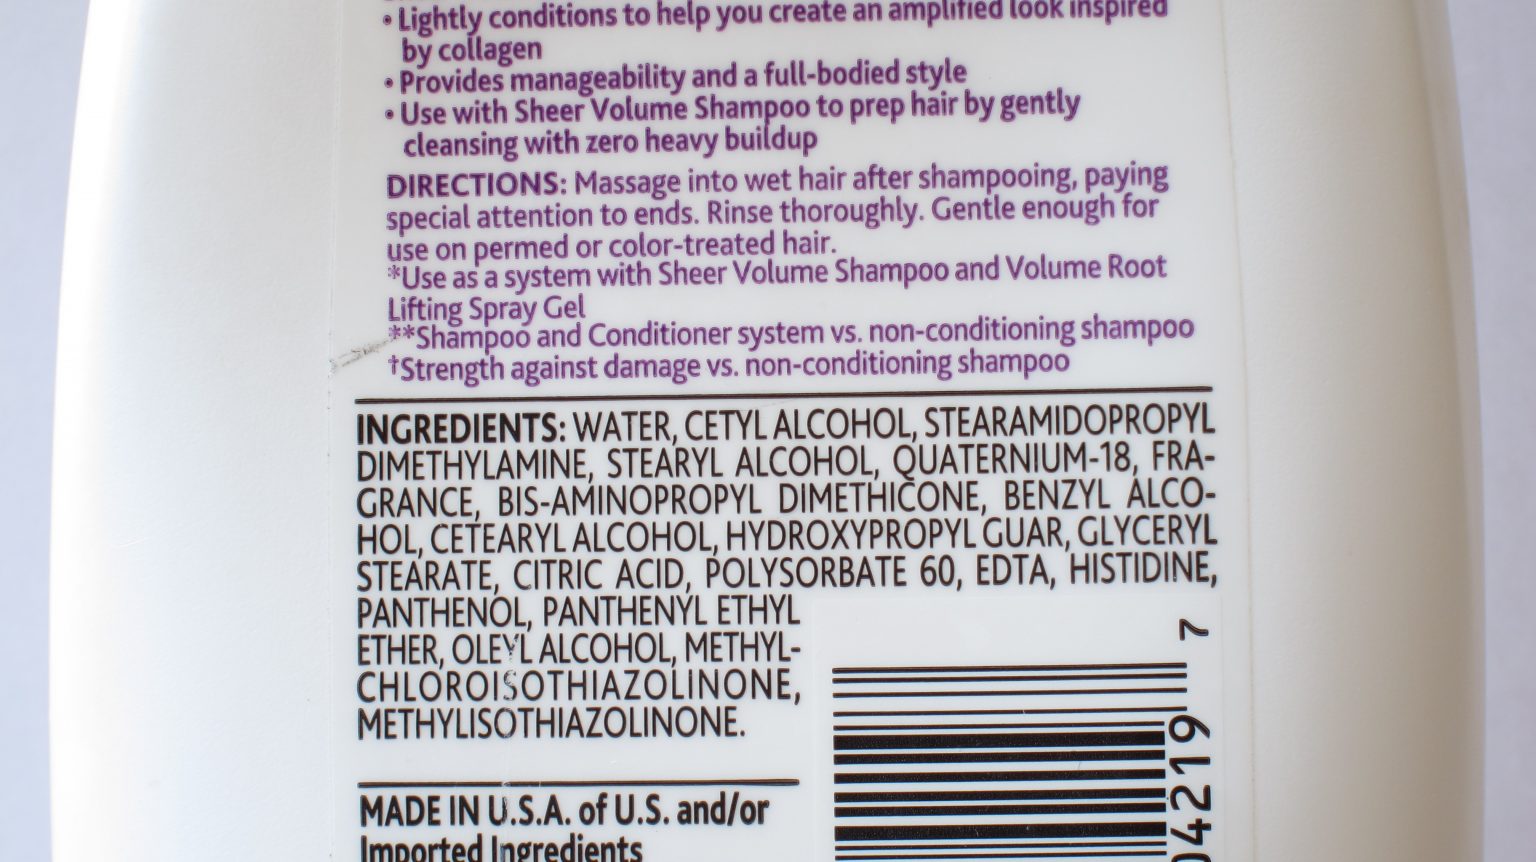 • Lightly conditions to help you create an amplified look inspired
by collagen
• Provides manageability and a full-bodied style
• Use with Sheer Volume Shampoo to prep hair by gently
cleansing with zero heavy buildup
DIRECTIONS: Massage into wet hair after shampooing, paying
special attention to ends. Rinse thoroughly. Gentle enough for
use on permed or color-treated hair.
*Use as a system with Sheer Volume Shampoo and Volume Root
Lifting Spray Gel
**Shampoo and Conditioner system vs. non-conditioning shampoo
†Strength against damage vs. non-conditioning shampoo
INGREDIENTS: WATER, CETYL ALCOHOL, STEARAMIDOPROPYL
DIMETHYLAMINE, STEARYL ALCOHOL, QUATERNIUM-18, FRA-
GRANCE, BIS-AMINOPROPYL DIMETHICONE, BENZYL ALCO-
HOL, CETEARYL ALCOHOL, HYDROXYPROPYL GUAR, GLYCERYL
STEARATE, CITRIC ACID, POLYSORBATE 60, EDTA, HISTIDINE,
PANTHENOL, PANTHENYL ETHYL
ETHER, OLEYL ALCOHOL, METHYL-
CHLOROISOTHIAZOLINONE,
METHYLISOTHIAZOLINONE.
MADE IN U.S.A. of U.S. and/or
Imported Ingredients
04219 7